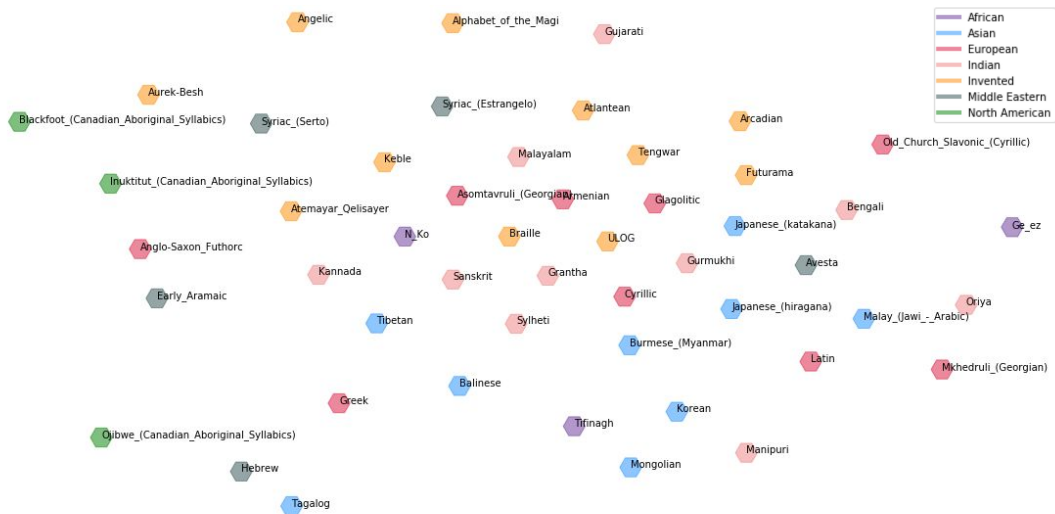 Angelic
Alphabet_of_the_Magi
Gujarati
African
Asian
European
Indian
Invented
Middle Eastern
North American
Aurek-Besh
Syriac_(Estrangelo)
Atlantean
Blackfoot_(Canadian_Aboriginal_Syllabics)
Syriac_(Serto)
Arcadian
Old_Church_Slavonic_(Cyrillic)
Keble
Malayalam
Tengwar
Futurama
Inuktitut_(Canadian_Aboriginal_Syllabics)
Asomtavruli_(Georgian)
Armenian
Glagolitic
Atemayar_Qelisayer
Bengali
N_Ko
Braille
ULOG
Japanese_(katakana)
Ge_ez
Anglo-Saxon_Futhorc
Kannada
Sanskrit
Grantha
Gurmukhi
Avesta
Early_Aramaic
Cyrillic
Japanese_(hiragana)
Oriya
Malay_(Jawi_-_Arabic)
Tibetan
Sylheti
Burmese_(Myanmar)
Latin
Mkhedruli_(Georgian)
Balinese
Greek
Korean
Tifinagh
Ojibwe_(Canadian_Aboriginal_Syllabics)
Manipuri
Hebrew
Mongolian
Tagalog